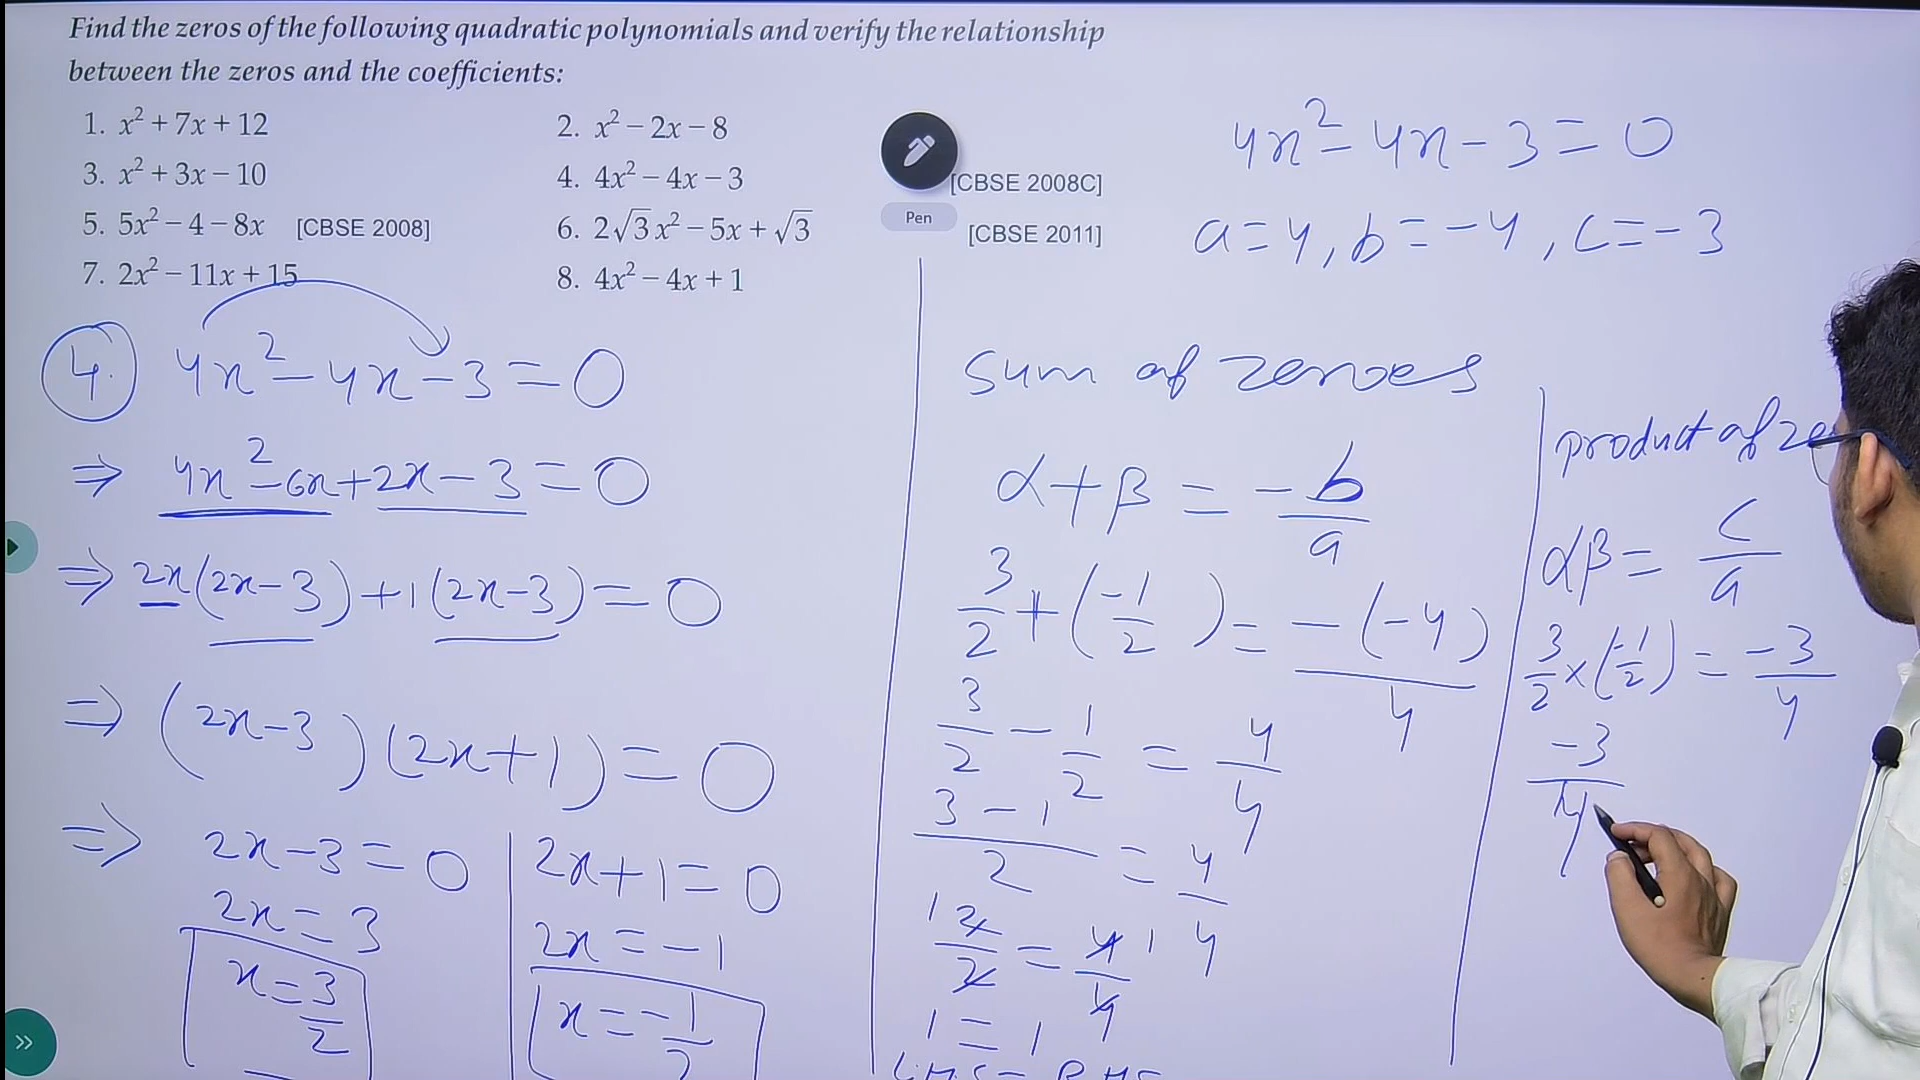 Find the zeros of the following quadratic polynomials and verify the relationship
between the zeros and the coefficients:
1. x² + 7x + 12
2. x² − 2x − 8
3. x² + 3x − 10
4. 4x² − 4x − 3 [CBSE 2008C]
5. 5x² − 4 − 8x [CBSE 2008]
6. 2√3x² − 5x + √3 [CBSE 2011]
7. 2x² − 11x + 15
8. 4x² − 4x + 1
Pen
4x² − 4x − 3 = 0
a = 4, b = −4, c = −3
4. 4x² − 4x − 3 = 0
⇒ 4x² − 6x + 2x − 3 = 0
⇒ 2x(2x − 3) + 1(2x − 3) = 0
⇒ (2x − 3)(2x + 1) = 0
⇒ 2x − 3 = 0
2x = 3
x = 3/2
2x + 1 = 0
2x = −1
x = −1/2
sum of zeroes
α + β = −b/a
3/2 + (−1/2) = −(−4)/4
3/2 − 1/2 = 4/4
3 − 1/2 = 4/4
1 2/2 = 4/4 1
1 = 1
LHS = RHS
product of
αβ = c/a
3/2 × (−1/2) = −3/4
−3/4